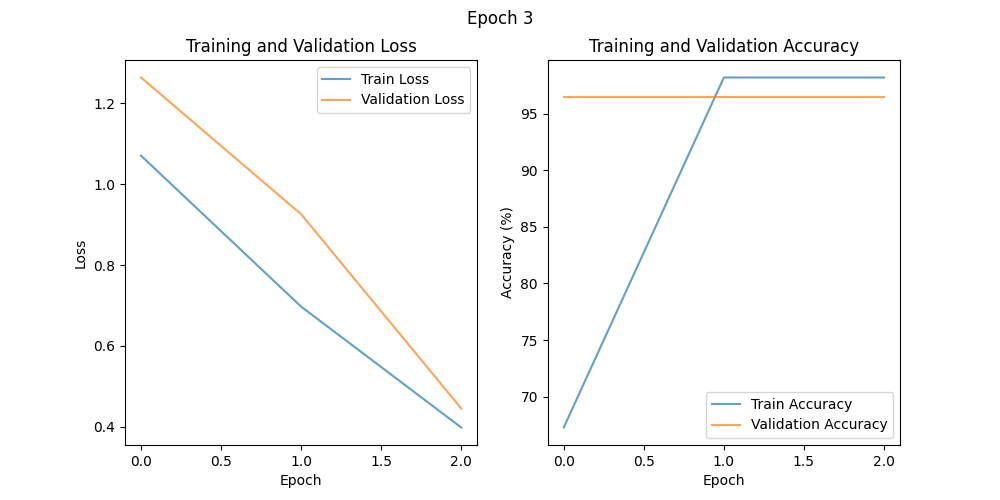 Epoch 3
Training and Validation Loss
Train Loss
Validation Loss
1.2
1.0
0.8
0.6
0.4
Loss
0.0 0.5 1.0 1.5 2.0
Epoch
Training and Validation Accuracy
95
90
85
80
75
70
Accuracy (%)
Train Accuracy
Validation Accuracy
0.0 0.5 1.0 1.5 2.0
Epoch